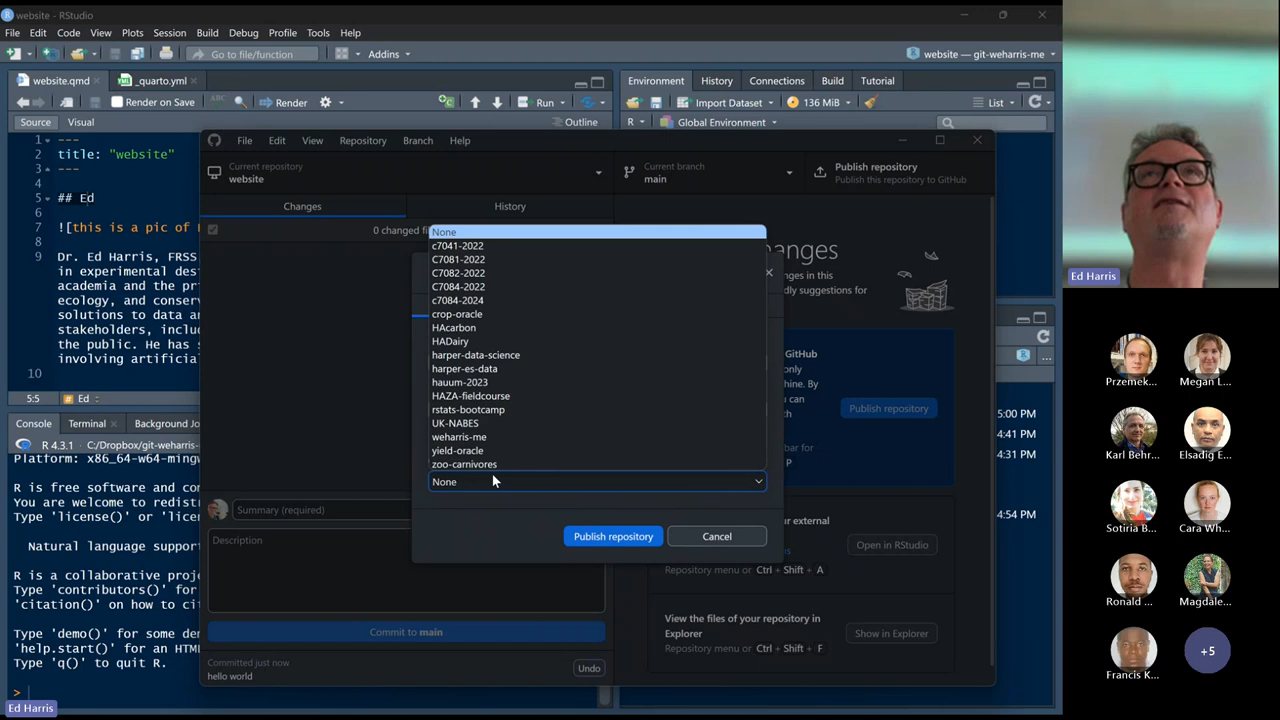 website - RStudio
File Edit Code View Plots Session Build Debug Profile Tools Help
Go to file/function
Addins
website — git-weharris-me
website.qmd
_quarto.yml
Render on Save
Render
Run
Source
Visual
Outline
1 ---
2 title: "website"
3 ---
4
5 ## Ed
6
7 ![this is a pic of
8
9 Dr. Ed Harris, FRSS
in experimental des
academia and the pr
ecology, and conser
solutions to data a
stakeholders, inclu
the public. He has s
involving artificia
10
5:5
Ed
Console
Terminal
Background Jo
R 4.3.1 · C:/Dropbox/git-weharris-
Platform: x86_64-w64-ming
R is free software and co
You are welcome to redist
Type 'license()' or 'lice
Natural language suppor
R is a collaborative proj
Type 'contributors()' for
'citation()' on how to ci
Type 'demo()' for some de
'help.start()' for an HTM
Type 'q()' to quit R.
>
Environment History Connections Build Tutorial
Import Dataset
136 MiB
List
R
Global Environment
5:00 PM
4:41 PM
4:31 PM
4:54 PM
File Edit View Repository Branch Help
Current repository
website
Current branch
main
Publish repository
Publish this repository to GitHub
Changes
History
0 changed fi
hanges
anges in this
dly suggestions for
GitHub
only
hine. By
u can
h
Publish repository
bar for
P
ur external
s
Open in RStudio
Repository menu or Ctrl + Shift + A
View the files of your repository in
Explorer
Show in Explorer
Repository menu or Ctrl + Shift + F
None
c7041-2022
C7081-2022
C7082-2022
C7084-2022
c7084-2024
crop-oracle
HAcarbon
HADairy
harper-data-science
harper-es-data
hauum-2023
HAZA-fieldcourse
rstats-bootcamp
UK-NABES
weharris-me
yield-oracle
zoo-carnivores
None
Publish repository
Cancel
Summary (required)
Description
Commit to main
Committed just now
hello world
Undo
Ed Harris
Ed Harris
Przemek...
Megan L...
Karl Behr...
Elsadig E...
Sotiria B...
Cara Wh...
Ronald ...
Magdale...
Francis K...
+5